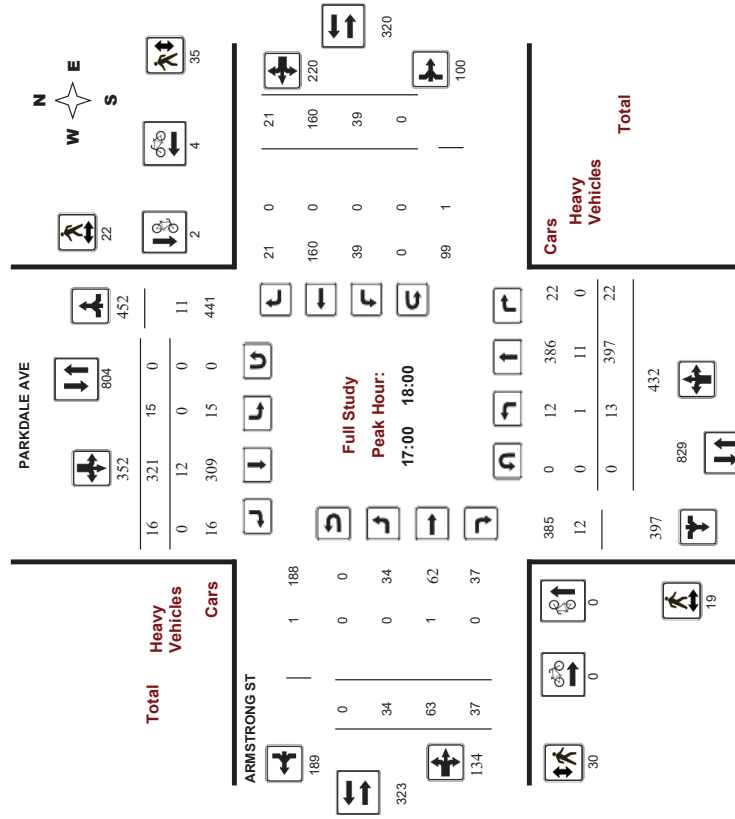 N
W E
S
35
22
4
2
PARKDALE AVE
804
452
352
16 321 15 0
0 12 0 0 11
16 309 15 0 441
Total
Heavy
Vehicles
Cars
320
220
100
21 0 21
160 0 160
39 0 39
0 0 0
99 1
Full Study
Peak Hour:
17:00 18:00
ARMSTRONG ST
189
1 188
0 0 0
34 0 34
63 1 62
37 0 37
323
134
Cars
Heavy
Vehicles
Total
385 0 12 386 22
12 0 1 11 0
0 13 397 22
397
829
432
0
0
30
19